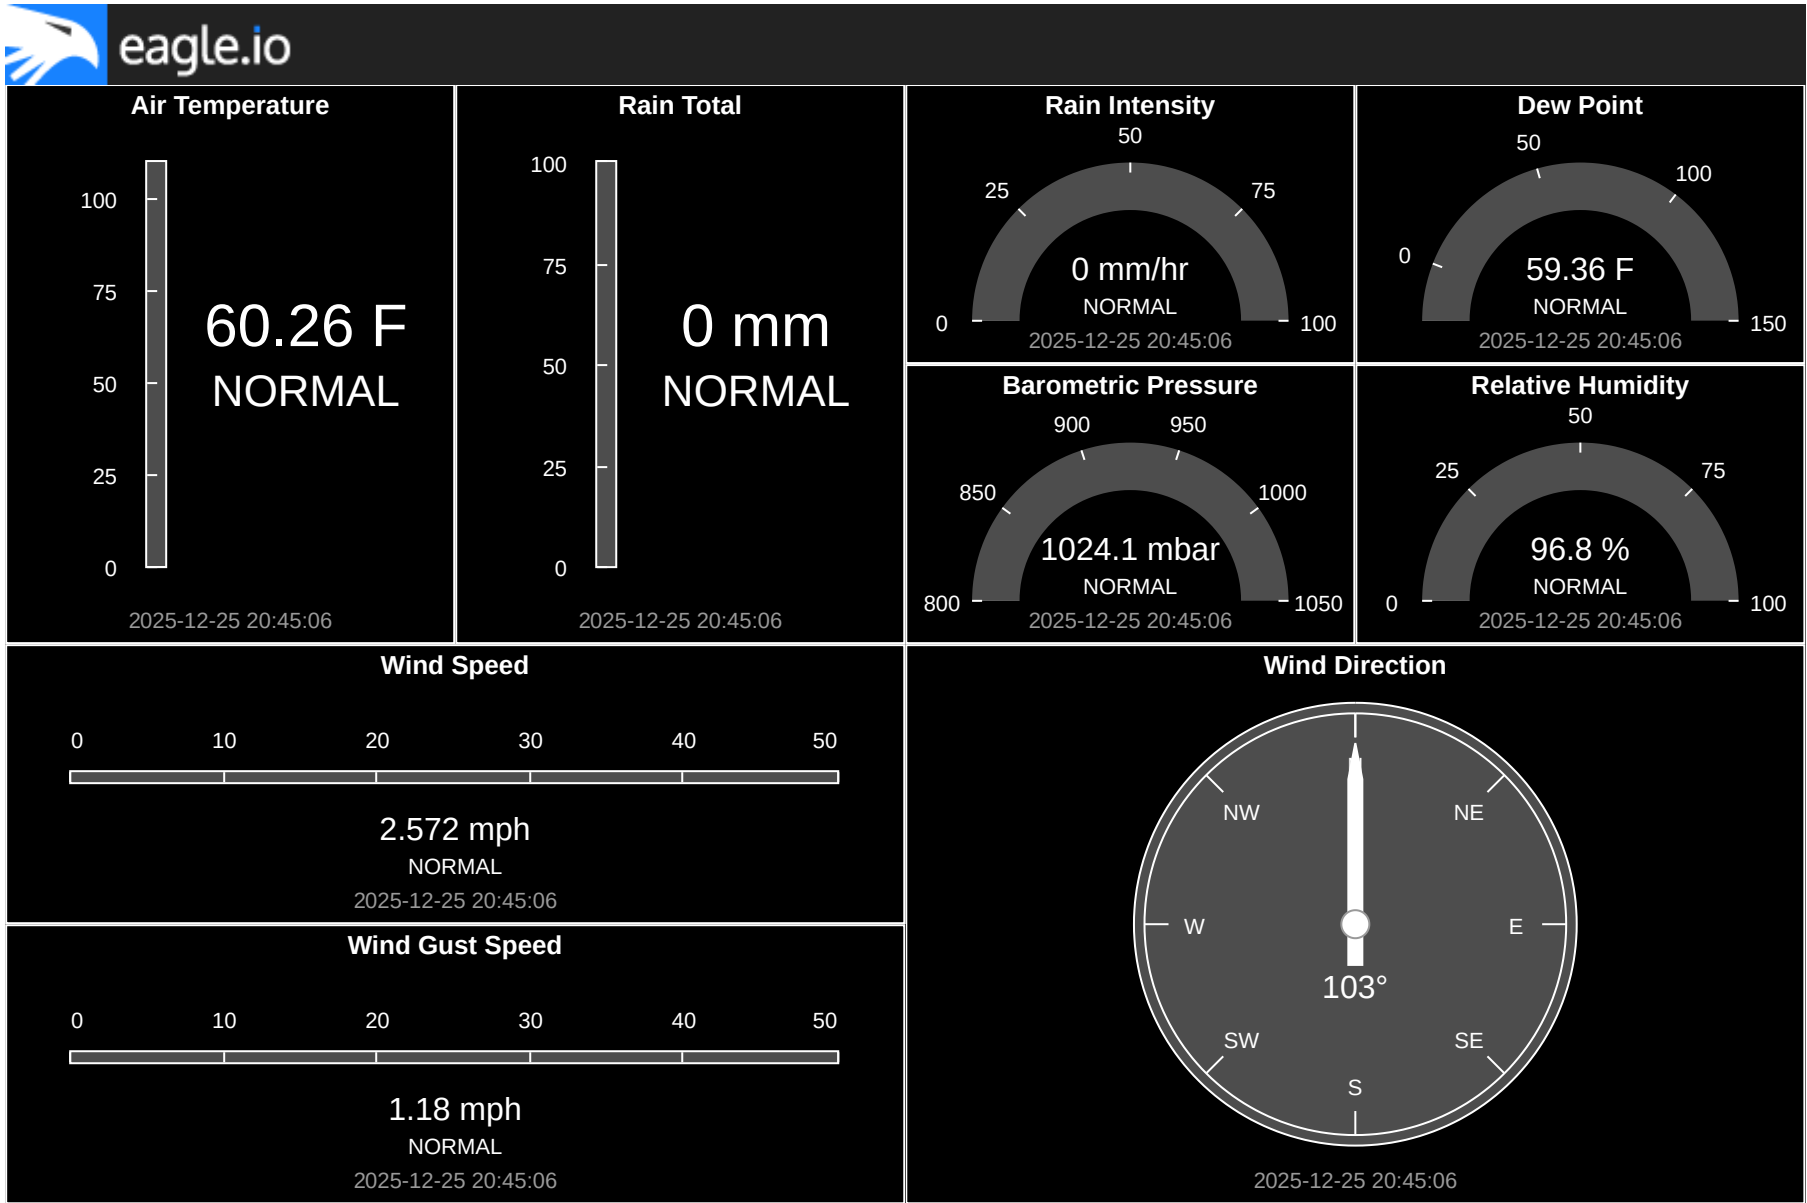 eagle.io
Air Temperature
100
75
50
25
0
60.26 F
NORMAL
2025-12-25 20:45:06
Rain Total
100
75
50
25
0
0 mm
NORMAL
2025-12-25 20:45:06
Rain Intensity
50
25
75
0
100
0 mm/hr
NORMAL
2025-12-25 20:45:06
Dew Point
50
100
0
150
59.36 F
NORMAL
2025-12-25 20:45:06
Barometric Pressure
900
950
850
1000
800
1050
1024.1 mbar
NORMAL
2025-12-25 20:45:06
Relative Humidity
50
25
75
0
100
96.8 %
NORMAL
2025-12-25 20:45:06
Wind Speed
0 10 20 30 40 50
2.572 mph
NORMAL
2025-12-25 20:45:06
Wind Gust Speed
0 10 20 30 40 50
1.18 mph
NORMAL
2025-12-25 20:45:06
Wind Direction
NW NE
W E
103°
SW SE
S
2025-12-25 20:45:06